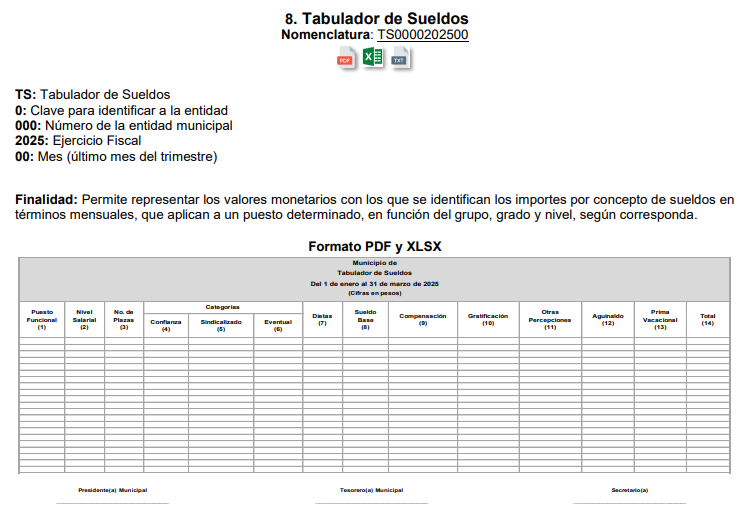 8. Tabulador de Sueldos
Nomenclatura: TS0000202500
PDF
X
TXT
TS: Tabulador de Sueldos
0: Clave para identificar a la entidad
000: Número de la entidad municipal
2025: Ejercicio Fiscal
00: Mes (último mes del trimestre)
Finalidad: Permite representar los valores monetarios con los que se identifican los importes por concepto de sueldos en
términos mensuales, que aplican a un puesto determinado, en función del grupo, grado y nivel, según corresponda.
Formato PDF y XLSX
Municipio de
Tabulador de Sueldos
Del 1 de enero al 31 de marzo de 2025
(Cifras en pesos)
Puesto Funcional (1)
Nivel Salarial (2)
No. de Plazas (3)
Categorías
Confianza (4)
Sindicalizado (5)
Eventual (6)
Dietas (7)
Sueldo Base (8)
Compensación (9)
Gratificación (10)
Otras Percepciones (11)
Aguinaldo (12)
Prima Vacacional (13)
Total (14)
Presidente(a) Municipal
Tesorero(a) Municipal
Secretario(a)